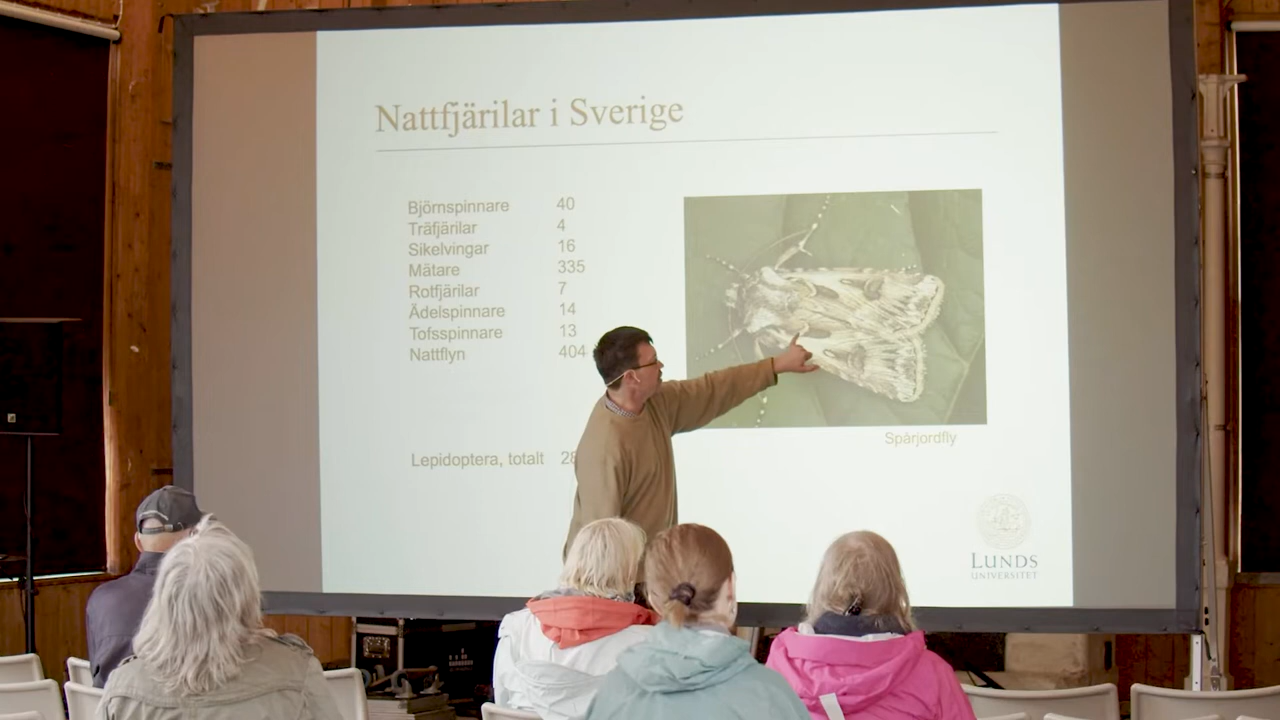 Nattfjärilar i Sverige
Björnspinnare 40
Träfjärilar 4
Sikelvingar 16
Mätare 335
Rotfjärilar 7
Ädelspinnare 14
Tofsspinnare 13
Nattflyn 404
Lepidoptera, totalt
Spårjordfly
LUNDS
UNIVERSITET